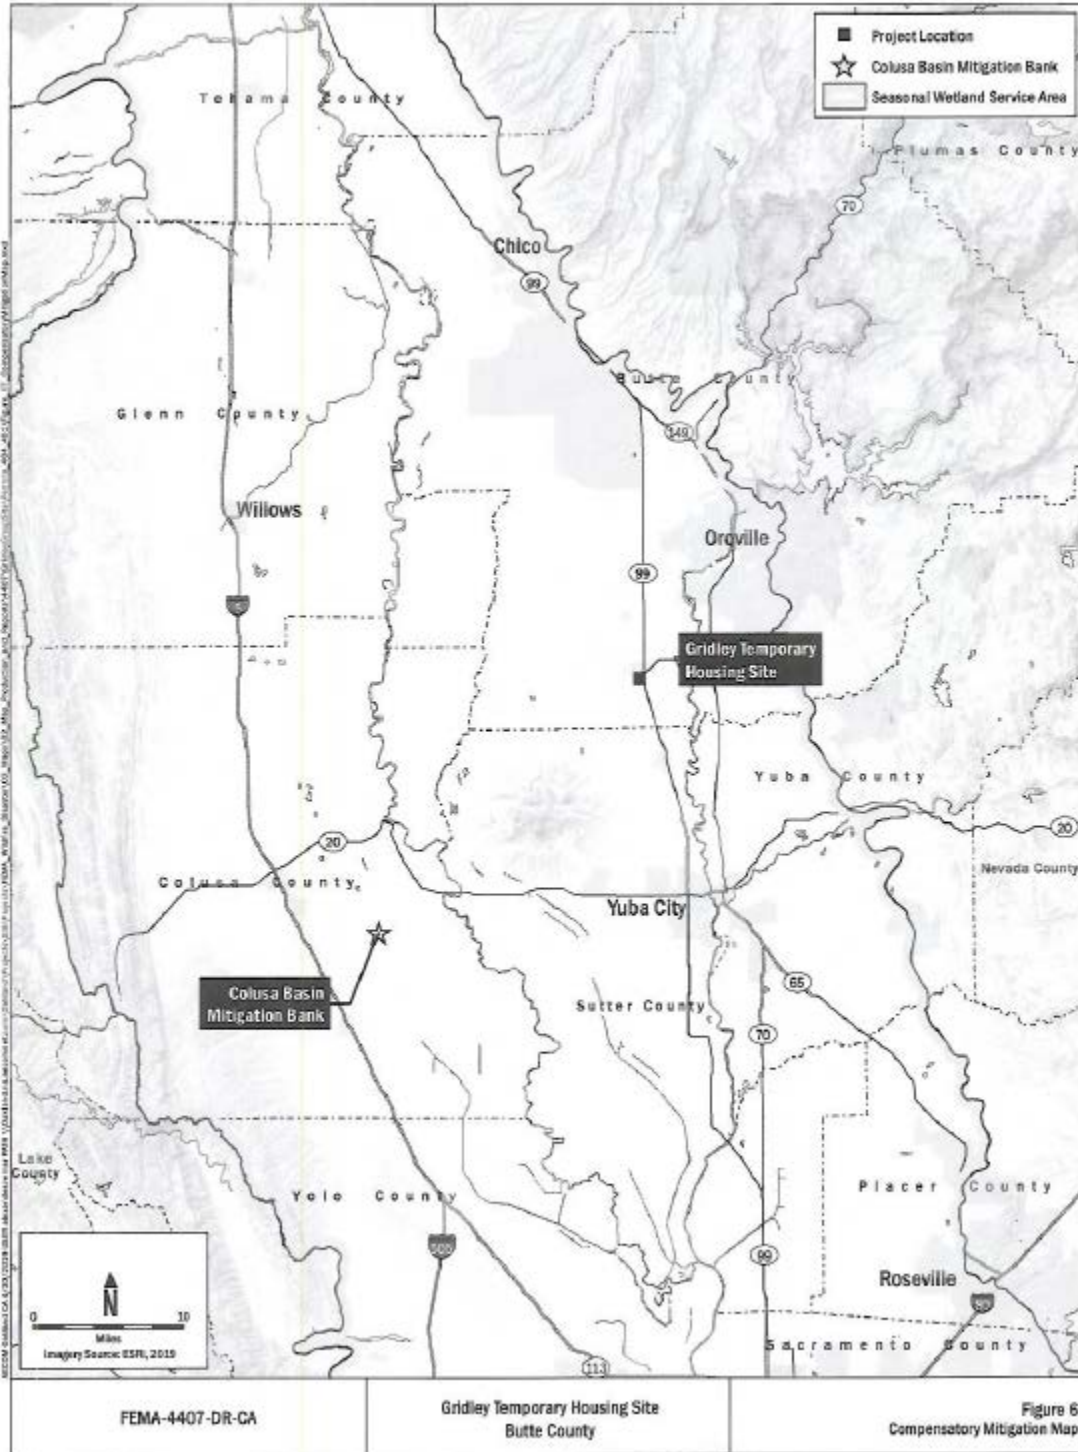 Project Location
Colusa Basin Mitigation Bank
Seasonal Wetland Service Area
Tehama County
Plumas County
70
Chico
99
Butte County
Glenn County
149
Willows
Oroville
99
5
Gridley Temporary
Housing Site
Yuba County
20
20
Nevada County
Colusa County
Yuba City
Colusa Basin
Mitigation Bank
65
Sutter County
70
Lake
County
Yolo County
Placer County
505
99
Roseville
80
Sacramento County
113
N
0 10
Miles
Imagery Source: ESRI, 2019
FEMA-4407-DR-CA
Gridley Temporary Housing Site
Butte County
Figure 6
Compensatory Mitigation Map